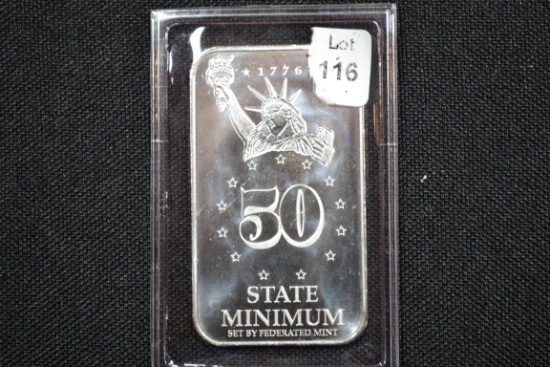 Lot
116
★ 1776
50
STATE
MINIMUM
SET BY FEDERATED MINT